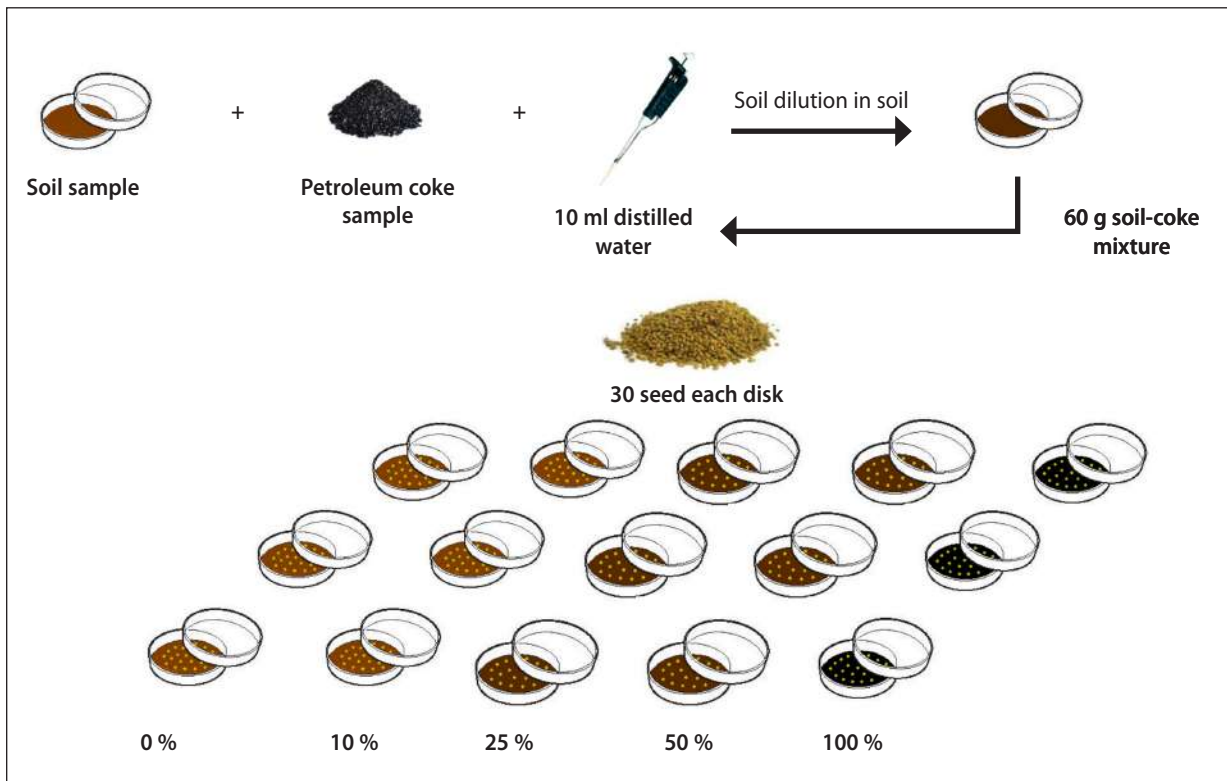 Soil sample
+
Petroleum coke
sample
+
10 ml distilled
water
Soil dilution in soil
60 g soil-coke
mixture
30 seed each disk
0 %
10 %
25 %
50 %
100 %